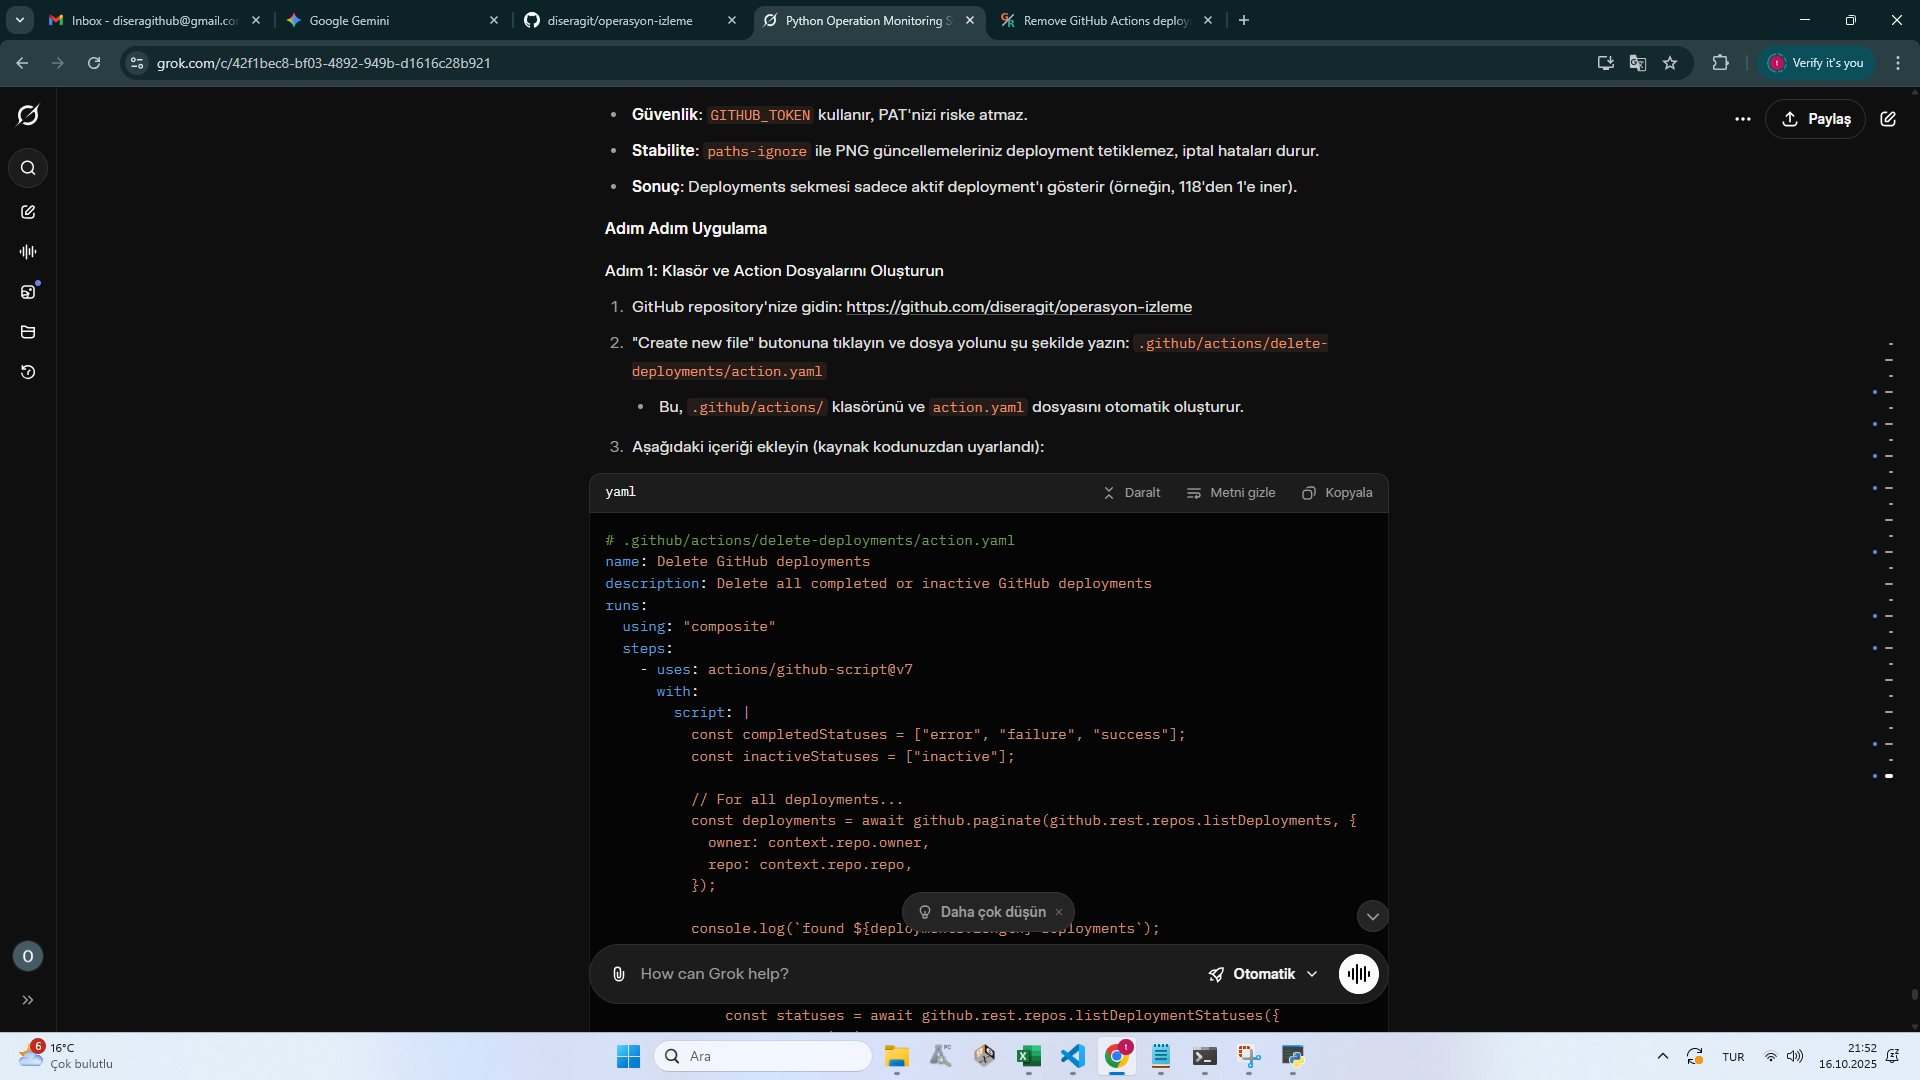 Inbox - diseragithub@gmail.co
Google Gemini
diseragit/operasyon-izleme
Python Operation Monitoring S
Remove GitHub Actions deploy
grok.com/c/42f1bec8-bf03-4892-949b-d1616c28b921
Verify it's you
Paylaş
Güvenlik: GITHUB_TOKEN kullanır, PAT'nizi riske atmaz.
Stabilite: paths-ignore ile PNG güncellemeleriniz deployment tetiklemez, iptal hataları durur.
Sonuç: Deployments sekmesi sadece aktif deployment'ı gösterir (örneğin, 118'den 1'e iner).
Adım Adım Uygulama
Adım 1: Klasör ve Action Dosyalarını Oluşturun
1. GitHub repository'nize gidin: https://github.com/diseragit/operasyon-izleme
2. "Create new file" butonuna tıklayın ve dosya yolunu şu şekilde yazın: .github/actions/delete-
deployments/action.yaml
Bu, .github/actions/ klasörünü ve action.yaml dosyasını otomatik oluşturur.
3. Aşağıdaki içeriği ekleyin (kaynak kodunuzdan uyarlandı):
yaml
Daralt
Metni gizle
Kopyala
# .github/actions/delete-deployments/action.yaml
name: Delete GitHub deployments
description: Delete all completed or inactive GitHub deployments
runs:
using: "composite"
steps:
- uses: actions/github-script@v7
with:
script: |
const completedStatuses = ["error", "failure", "success"];
const inactiveStatuses = ["inactive"];
// For all deployments...
const deployments = await github.paginate(github.rest.repos.listDeployments, {
owner: context.repo.owner,
repo: context.repo.repo,
});
Daha çok düşün
console.log(`found ${deployments.length} deployments`);
How can Grok help?
Otomatik
const statuses = await github.rest.repos.listDeploymentStatuses({
O
6
16°C
Çok bulutlu
Ara
TUR
21:52
16.10.2025